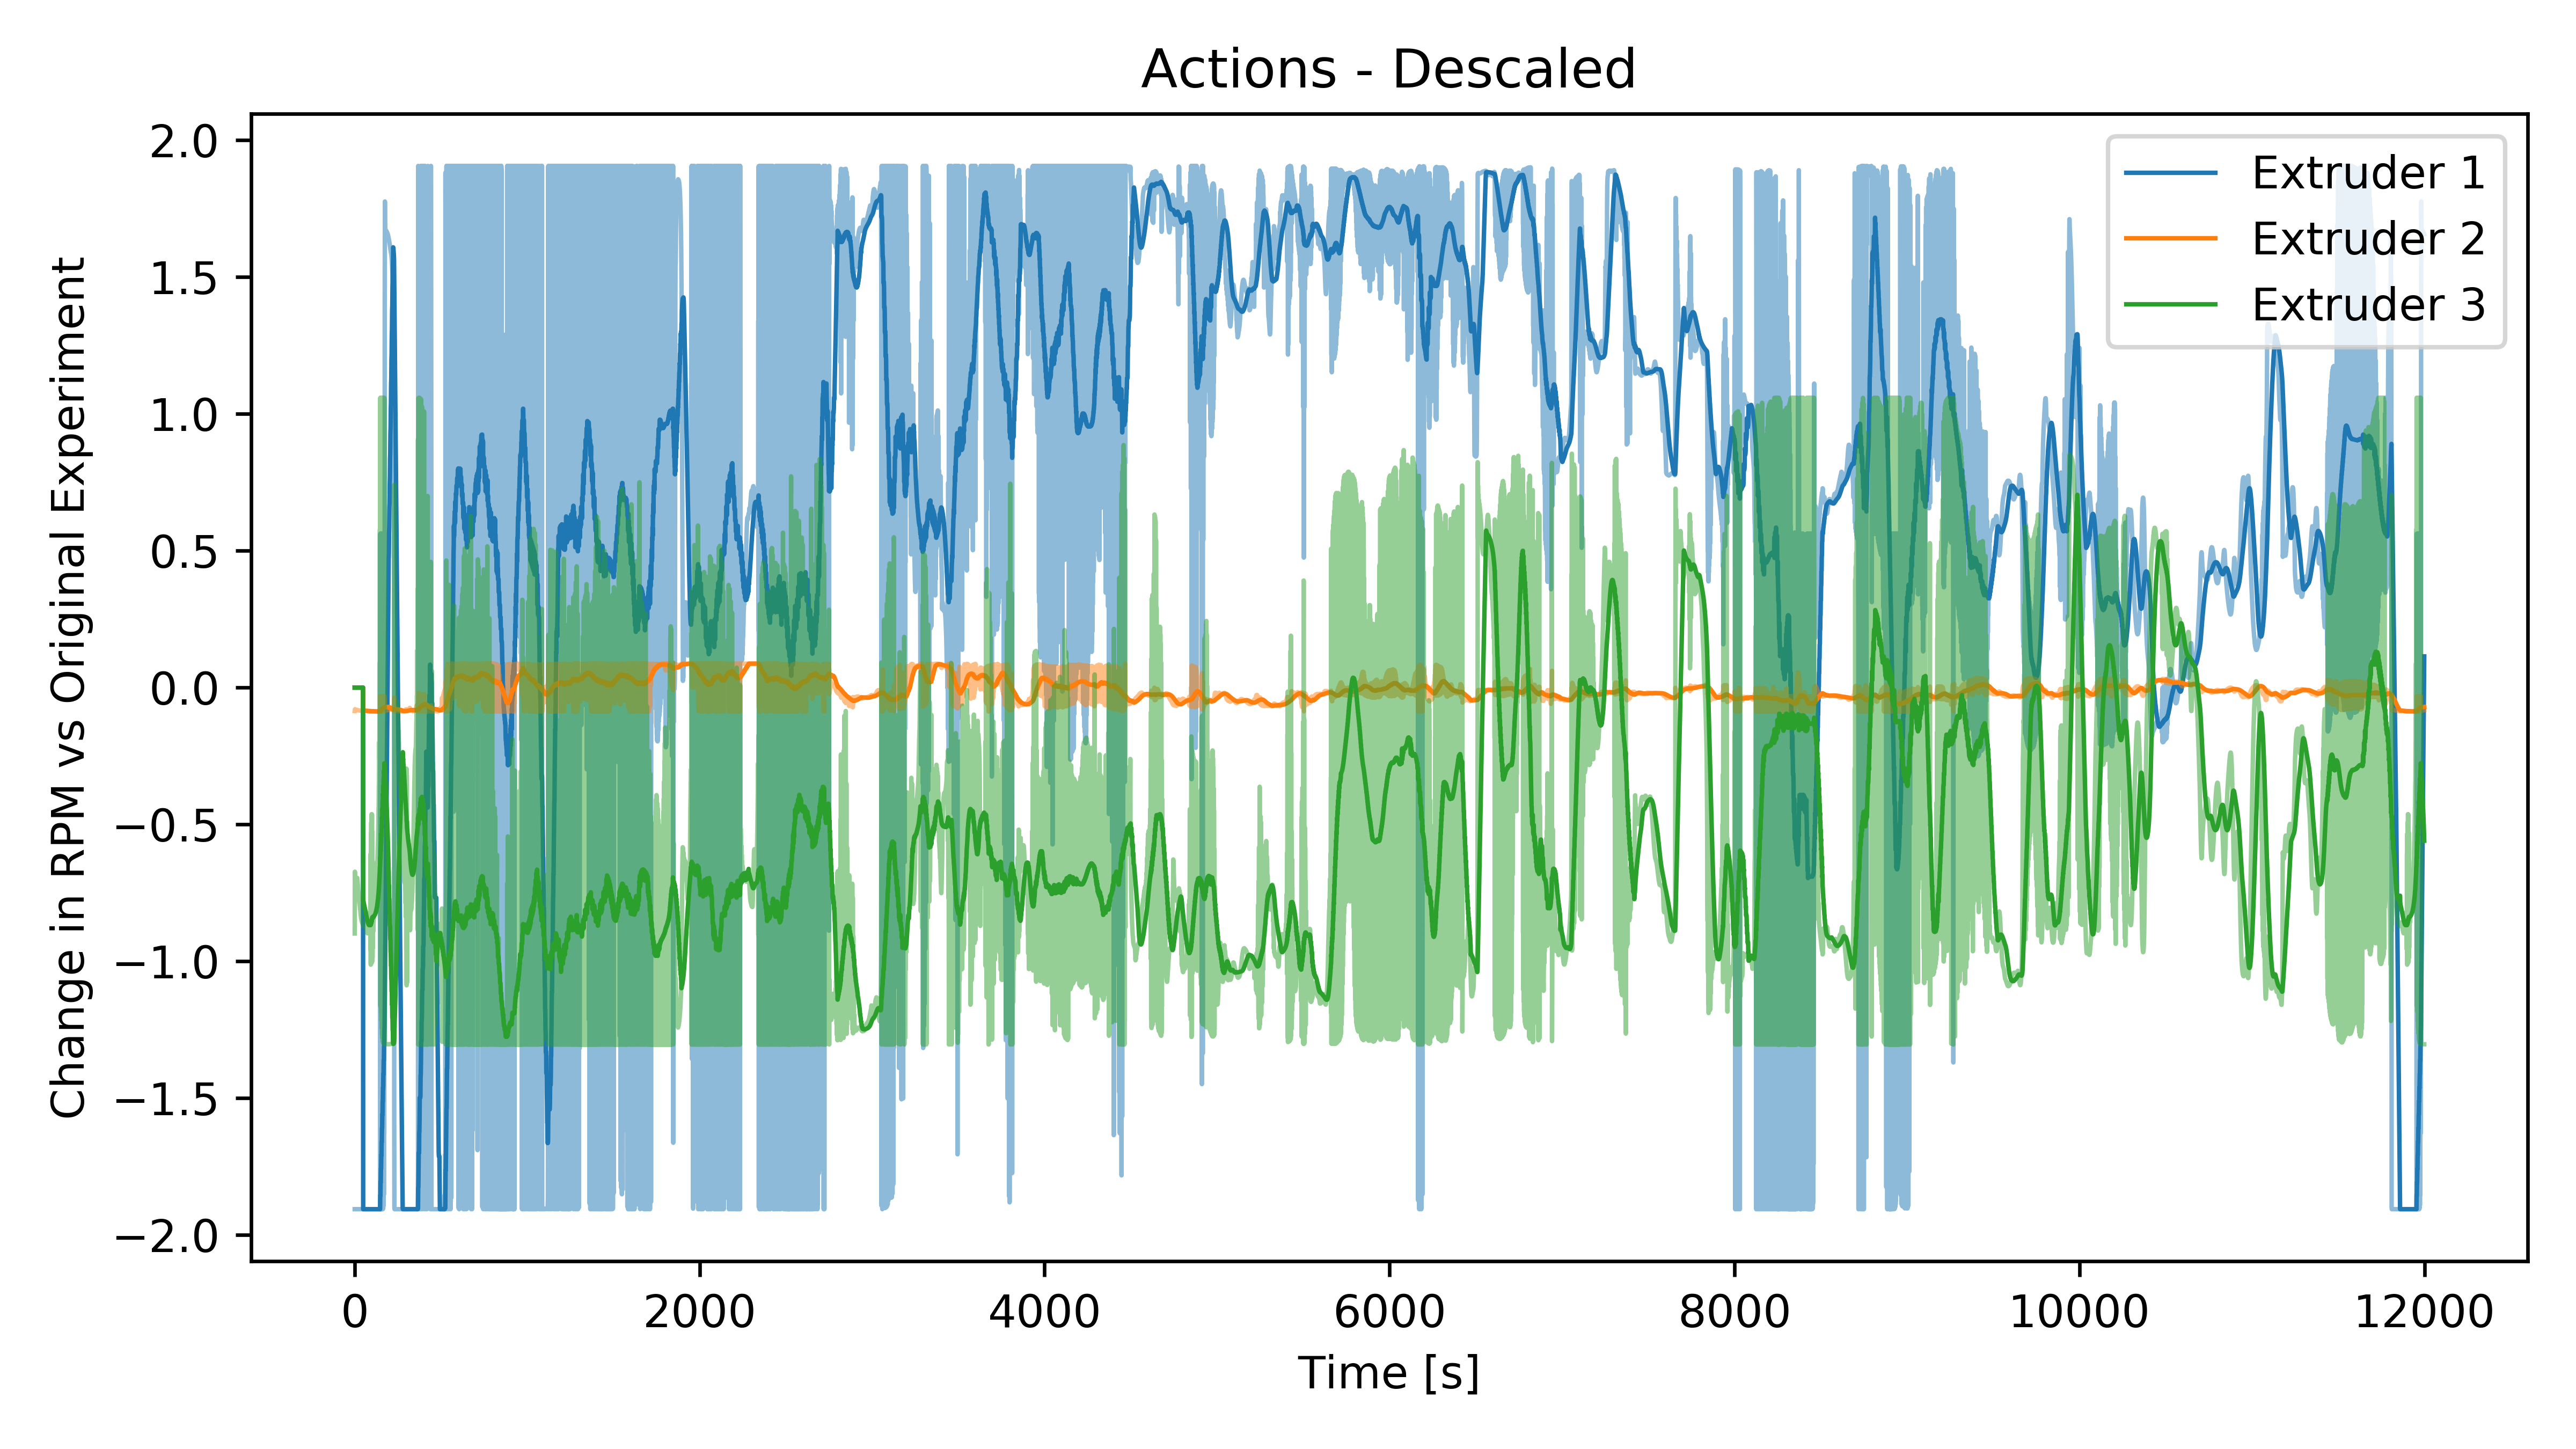 Actions - Descaled
Change in RPM vs Original Experiment
2.0
1.5
1.0
0.5
0.0
−0.5
−1.0
−1.5
−2.0
Extruder 1
Extruder 2
Extruder 3
0 2000 4000 6000 8000 10000 12000
Time [s]